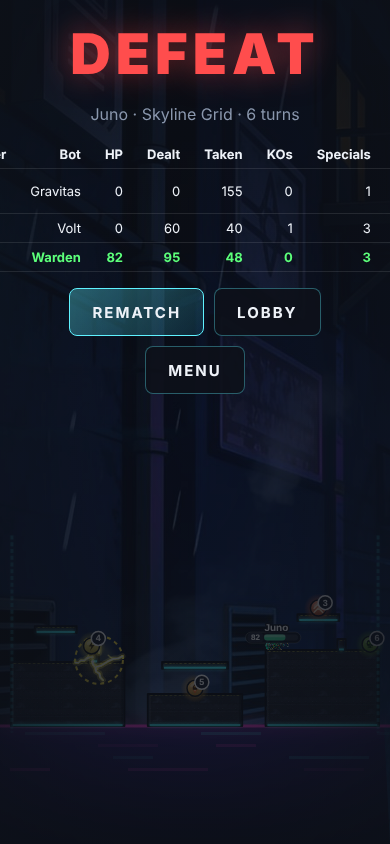 DEFEAT
Juno · Skyline Grid · 6 turns
r Bot HP Dealt Taken KOs Specials
Gravitas 0 0 155 0 1
Volt 0 60 40 1 3
Warden 82 95 48 0 3
REMATCH LOBBY
MENU
3
Juno
4
82
6
5